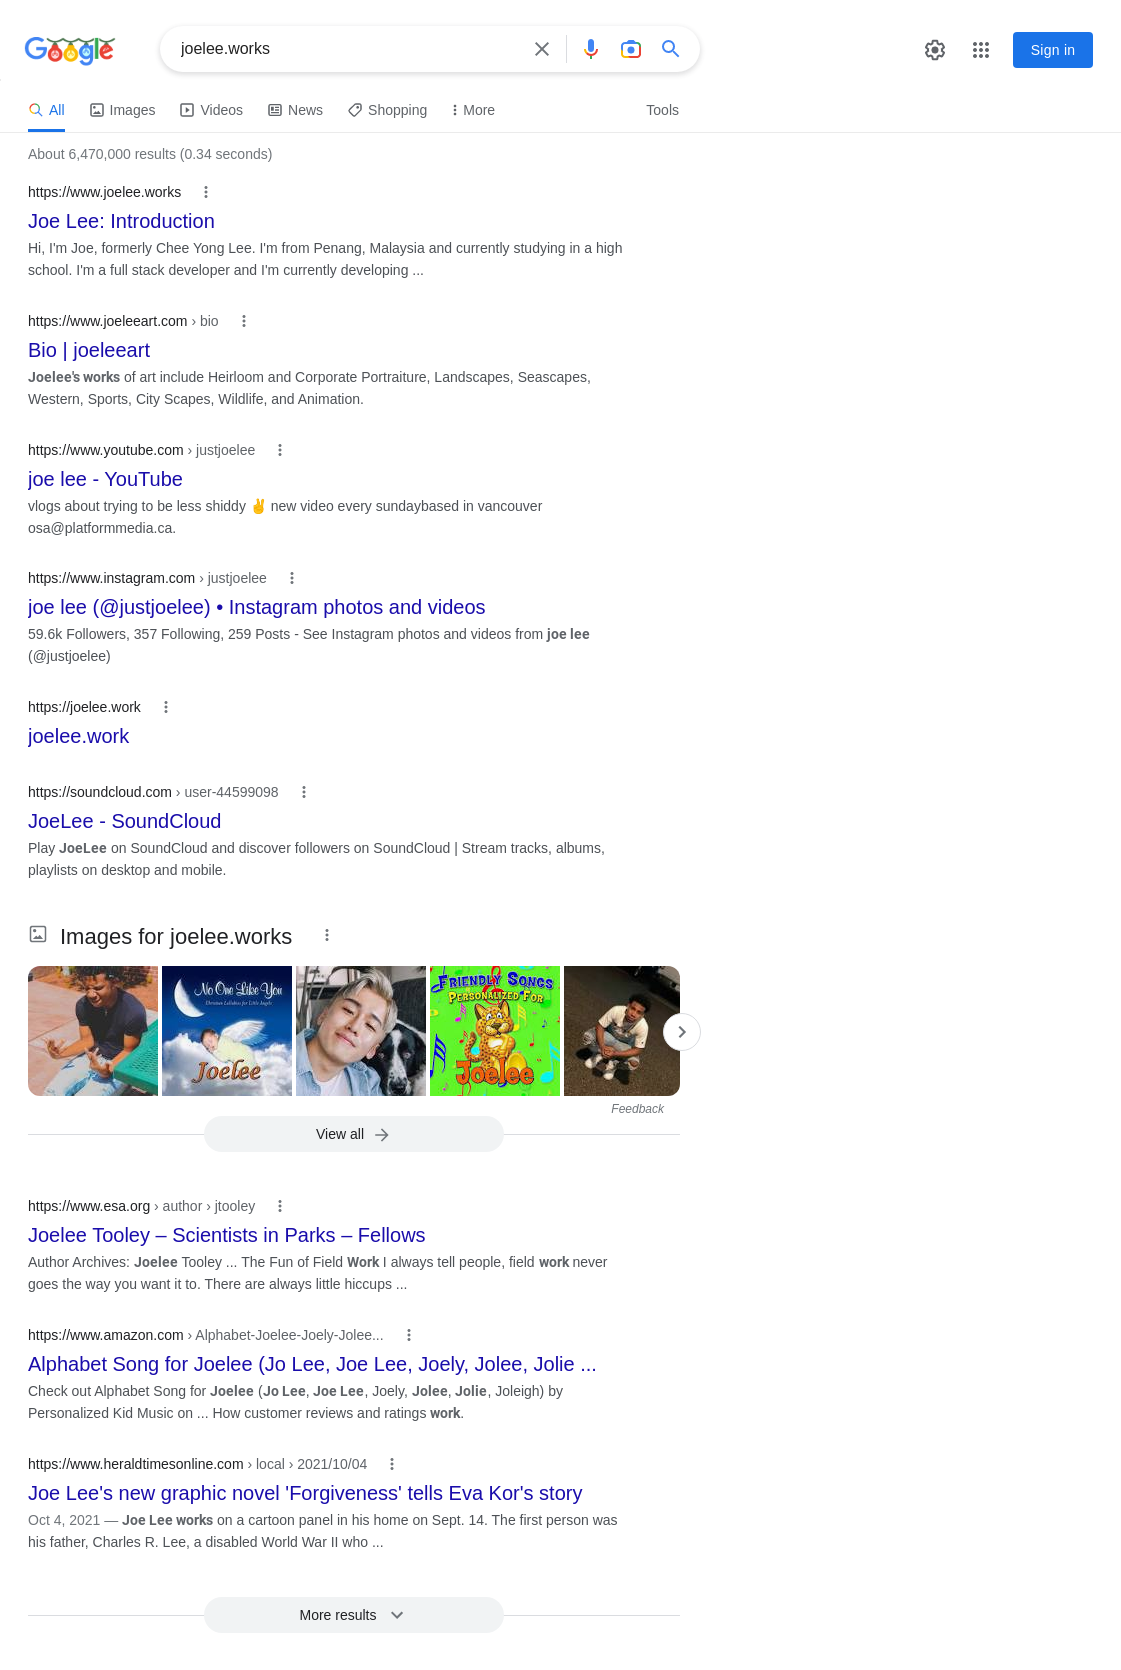 Google
joelee.works
Sign in
All
Images
Videos
News
Shopping
More
Tools
About 6,470,000 results (0.34 seconds)
https://www.joelee.works
Joe Lee: Introduction
Hi, I'm Joe, formerly Chee Yong Lee. I'm from Penang, Malaysia and currently studying in a high
school. I'm a full stack developer and I'm currently developing ...
https://www.joeleeart.com › bio
Bio | joeleeart
Joelee's works of art include Heirloom and Corporate Portraiture, Landscapes, Seascapes,
Western, Sports, City Scapes, Wildlife, and Animation.
https://www.youtube.com › justjoelee
joe lee - YouTube
vlogs about trying to be less shiddy ✌️ new video every sundaybased in vancouver
osa@platformmedia.ca.
https://www.instagram.com › justjoelee
joe lee (@justjoelee) • Instagram photos and videos
59.6k Followers, 357 Following, 259 Posts - See Instagram photos and videos from joe lee
(@justjoelee)
https://joelee.work
joelee.work
https://soundcloud.com › user-44599098
JoeLee - SoundCloud
Play JoeLee on SoundCloud and discover followers on SoundCloud | Stream tracks, albums,
playlists on desktop and mobile.
Images for joelee.works
No One Like You
Christian Lullabies for Little Angels
Joelee
FRIENDLY SONGS
PERSONALIZED FOR
Joelee
Feedback
View all
https://www.esa.org › author › jtooley
Joelee Tooley – Scientists in Parks – Fellows
Author Archives: Joelee Tooley ... The Fun of Field Work I always tell people, field work never
goes the way you want it to. There are always little hiccups ...
https://www.amazon.com › Alphabet-Joelee-Joely-Jolee...
Alphabet Song for Joelee (Jo Lee, Joe Lee, Joely, Jolee, Jolie ...
Check out Alphabet Song for Joelee (Jo Lee, Joe Lee, Joely, Jolee, Jolie, Joleigh) by
Personalized Kid Music on ... How customer reviews and ratings work.
https://www.heraldtimesonline.com › local › 2021/10/04
Joe Lee's new graphic novel 'Forgiveness' tells Eva Kor's story
Oct 4, 2021 — Joe Lee works on a cartoon panel in his home on Sept. 14. The first person was
his father, Charles R. Lee, a disabled World War II who ...
More results